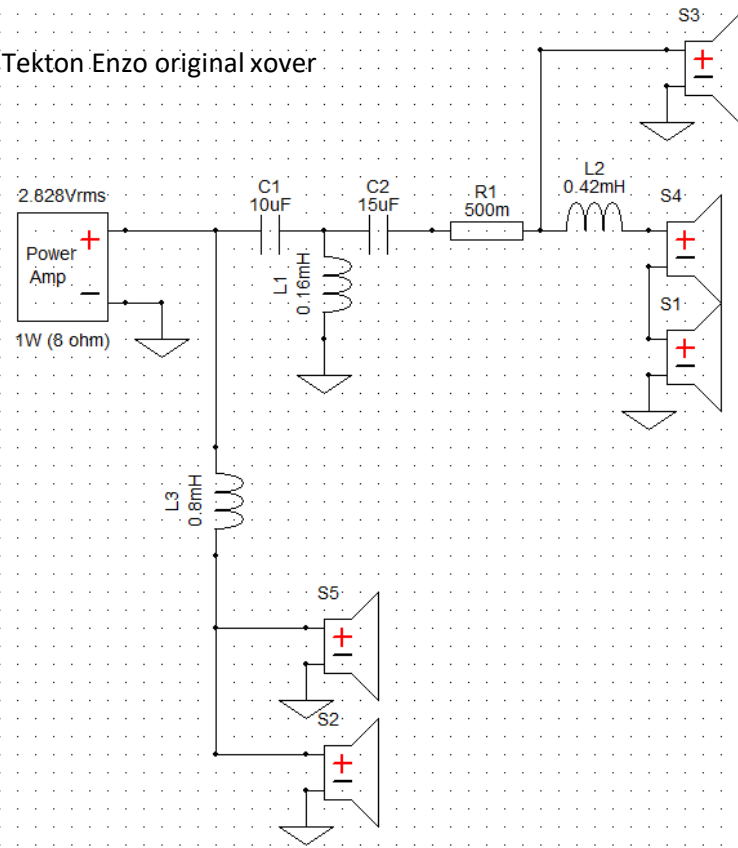 S3
Tekton Enzo original xover
+
−
L2
0.42mH
C1
10uF
C2
15uF
R1
500m
S4
2.828Vrms
+
Power
Amp
−
1W (8 ohm)
L1
0.16mH
+
−
S1
+
−
L3
0.8mH
S5
+
−
S2
+
−